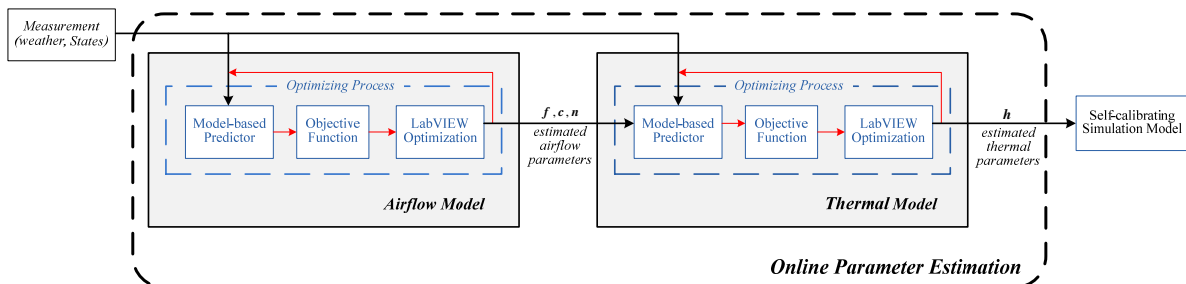 Measurement
(weather, States)
Optimizing Process
Model-based
Predictor
Objective
Function
LabVIEW
Optimization
Airflow Model
f , c , n
estimated
airflow
parameters
Optimizing Process
Model-based
Predictor
Objective
Function
LabVIEW
Optimization
Thermal Model
h
estimated
thermal
parameters
Self-calibrating
Simulation Model
Online Parameter Estimation